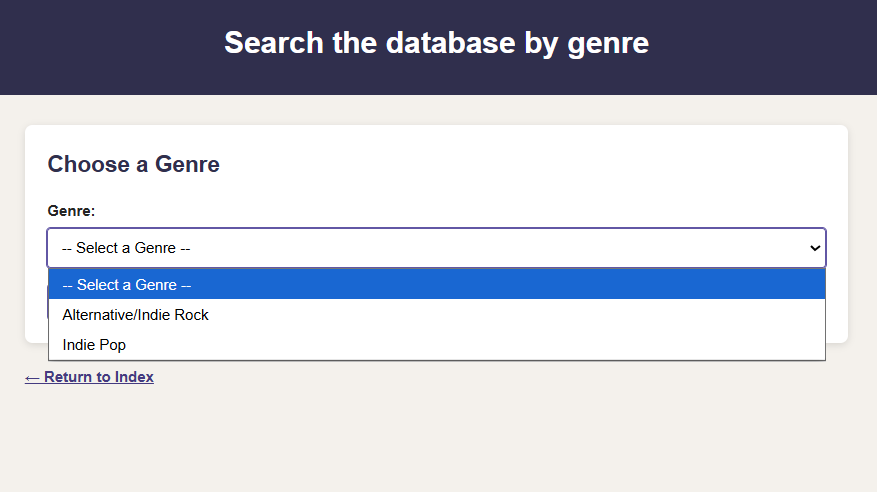 Search the database by genre
Choose a Genre
Genre:
-- Select a Genre --
-- Select a Genre --
Alternative/Indie Rock
Indie Pop
← Return to Index